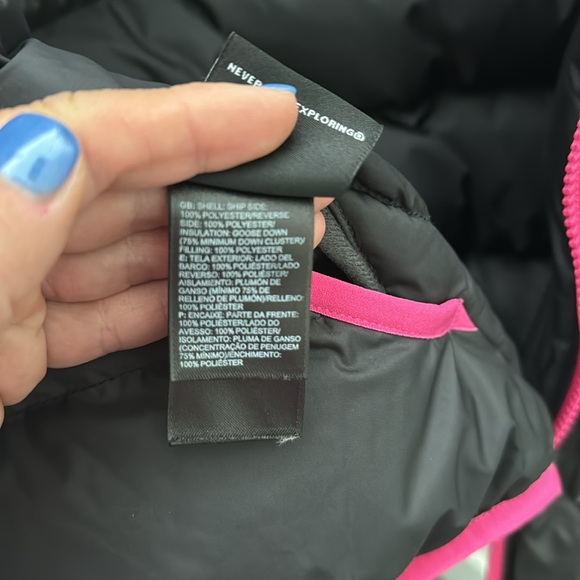 NEVER EXPLORING®
GB: SHELL: SHIP SIDE:
100% POLYESTER/REVERSE
SIDE: 100% POLYESTER/
INSULATION: GOOSE DOWN
(75% MINIMUM DOWN CLUSTER)/
FILLING: 100% POLYESTER
E: TELA EXTERIOR: LADO DEL
BARCO: 100% POLIÉSTER/LADO
REVERSO: 100% POLIÉSTER/
AISLAMIENTO: PLUMÓN DE
GANSO (MÍNIMO 75% DE
RELLENO DE PLUMÓN)/RELLENO:
100% POLIÉSTER
P: ENCAIXE: PARTE DA FRENTE:
100% POLIÉSTER/LADO DO
AVESSO: 100% POLIÉSTER/
ISOLAMENTO: PLUMA DE GANSO
(CONCENTRAÇÃO DE PENUGEM
75% MÍNIMO)/ENCHIMENTO:
100% POLIÉSTER